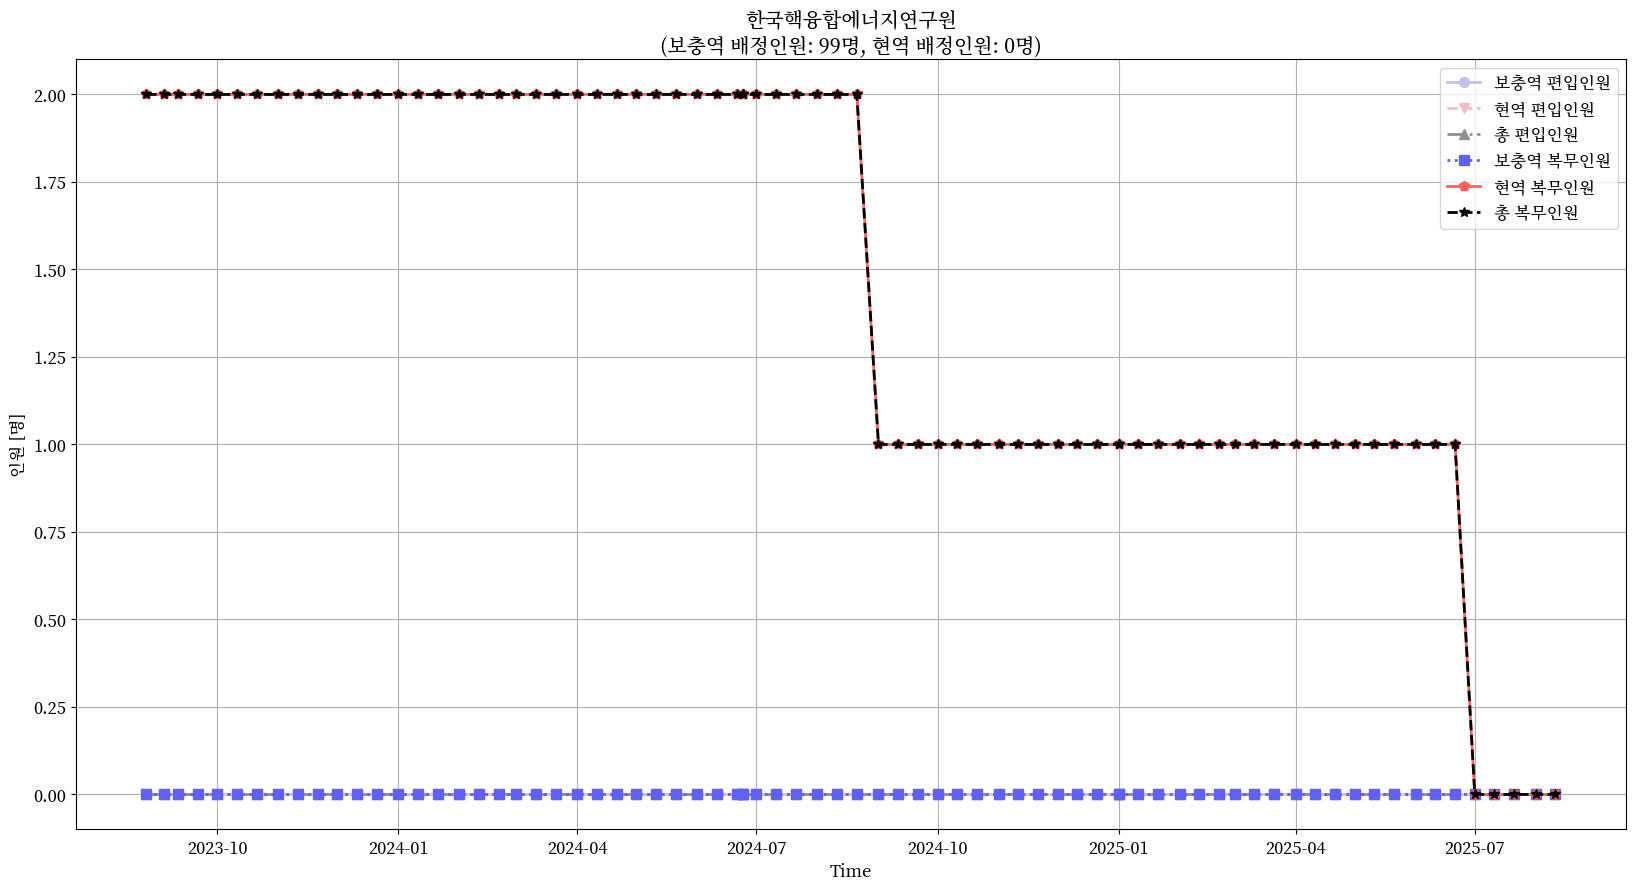 한국핵융합에너지연구원
(보충역 배정인원: 99명, 현역 배정인원: 0명)
보충역 편입인원
현역 편입인원
총 편입인원
보충역 복무인원
현역 복무인원
총 복무인원
2.00
1.75
1.50
1.25
1.00
0.75
0.50
0.25
0.00
인원 [명]
2023-10
2024-01
2024-04
2024-07
2024-10
2025-01
2025-04
2025-07
Time